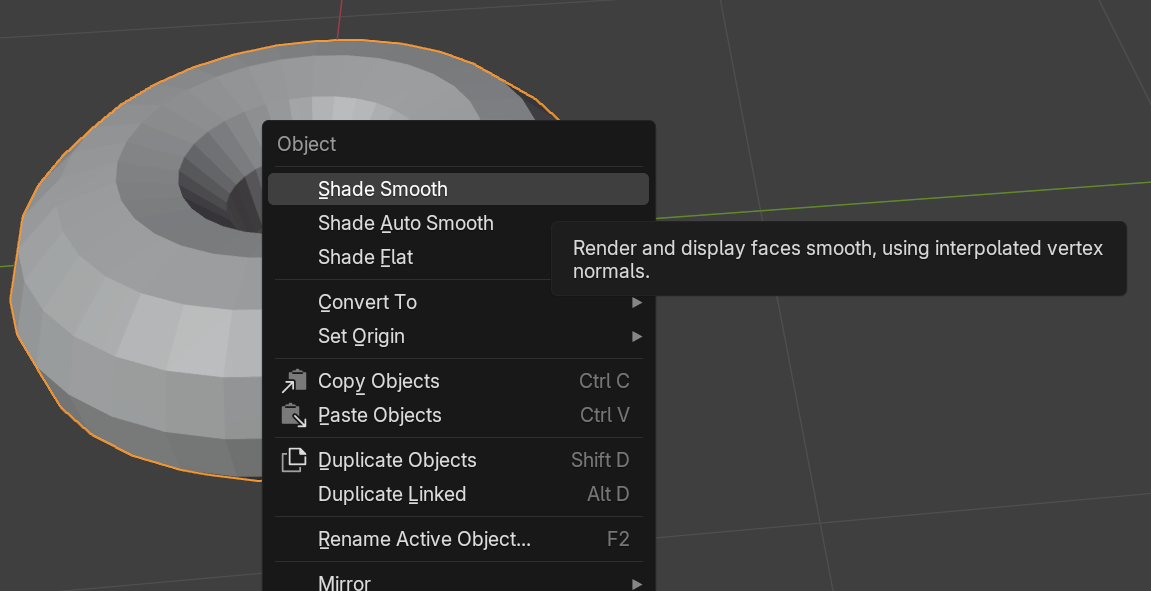 Object
Shade Smooth
Shade Auto Smooth
Shade Flat
Render and display faces smooth, using interpolated vertex
normals.
Convert To
Set Origin
Copy Objects Ctrl C
Paste Objects Ctrl V
Duplicate Objects Shift D
Duplicate Linked Alt D
Rename Active Object... F2
Mirror